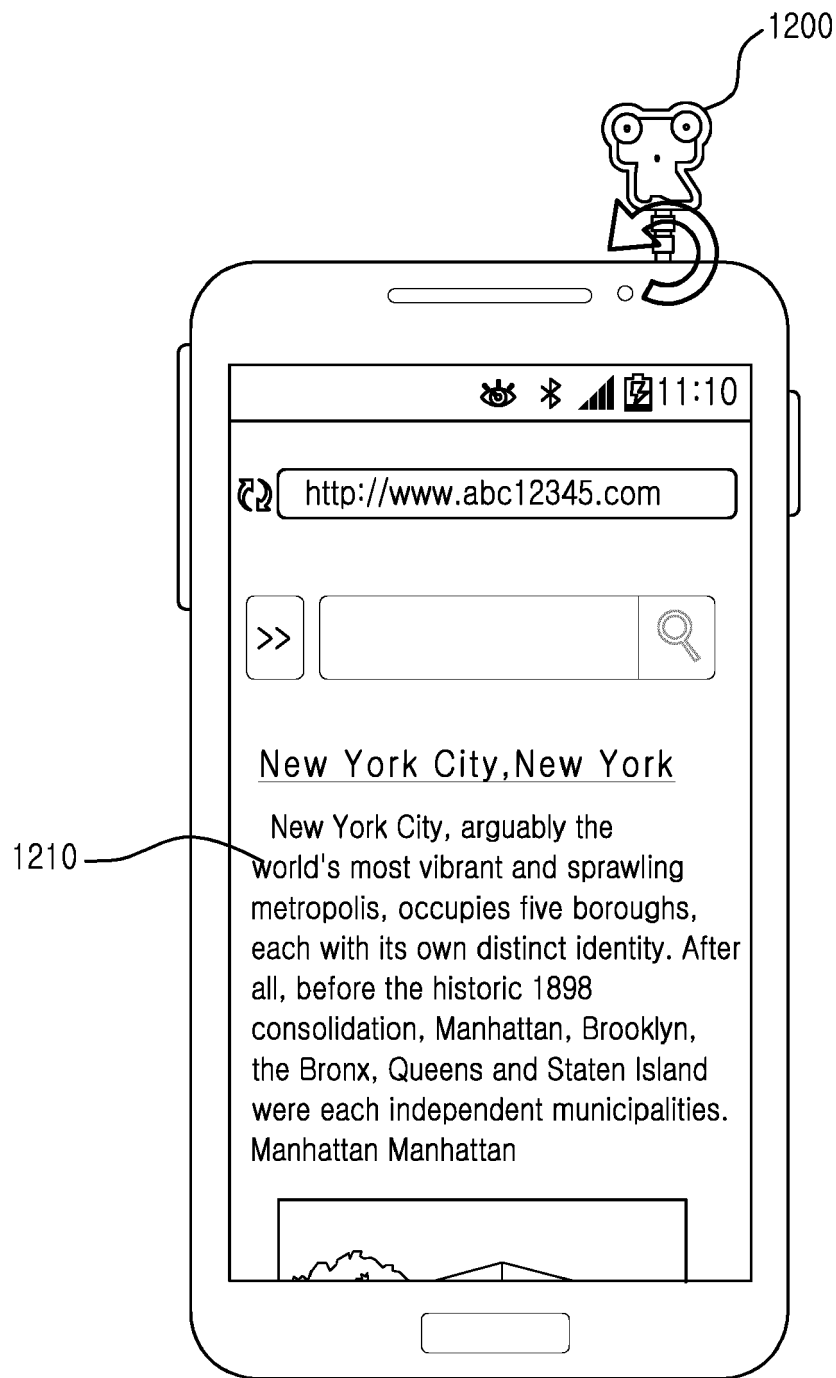 1200
11:10
http://www.abc12345.com
>>
New York City,New York
New York City, arguably the
1210
world's most vibrant and sprawling
metropolis, occupies five boroughs,
each with its own distinct identity. After
all, before the historic 1898
consolidation, Manhattan, Brooklyn,
the Bronx, Queens and Staten Island
were each independent municipalities.
Manhattan Manhattan